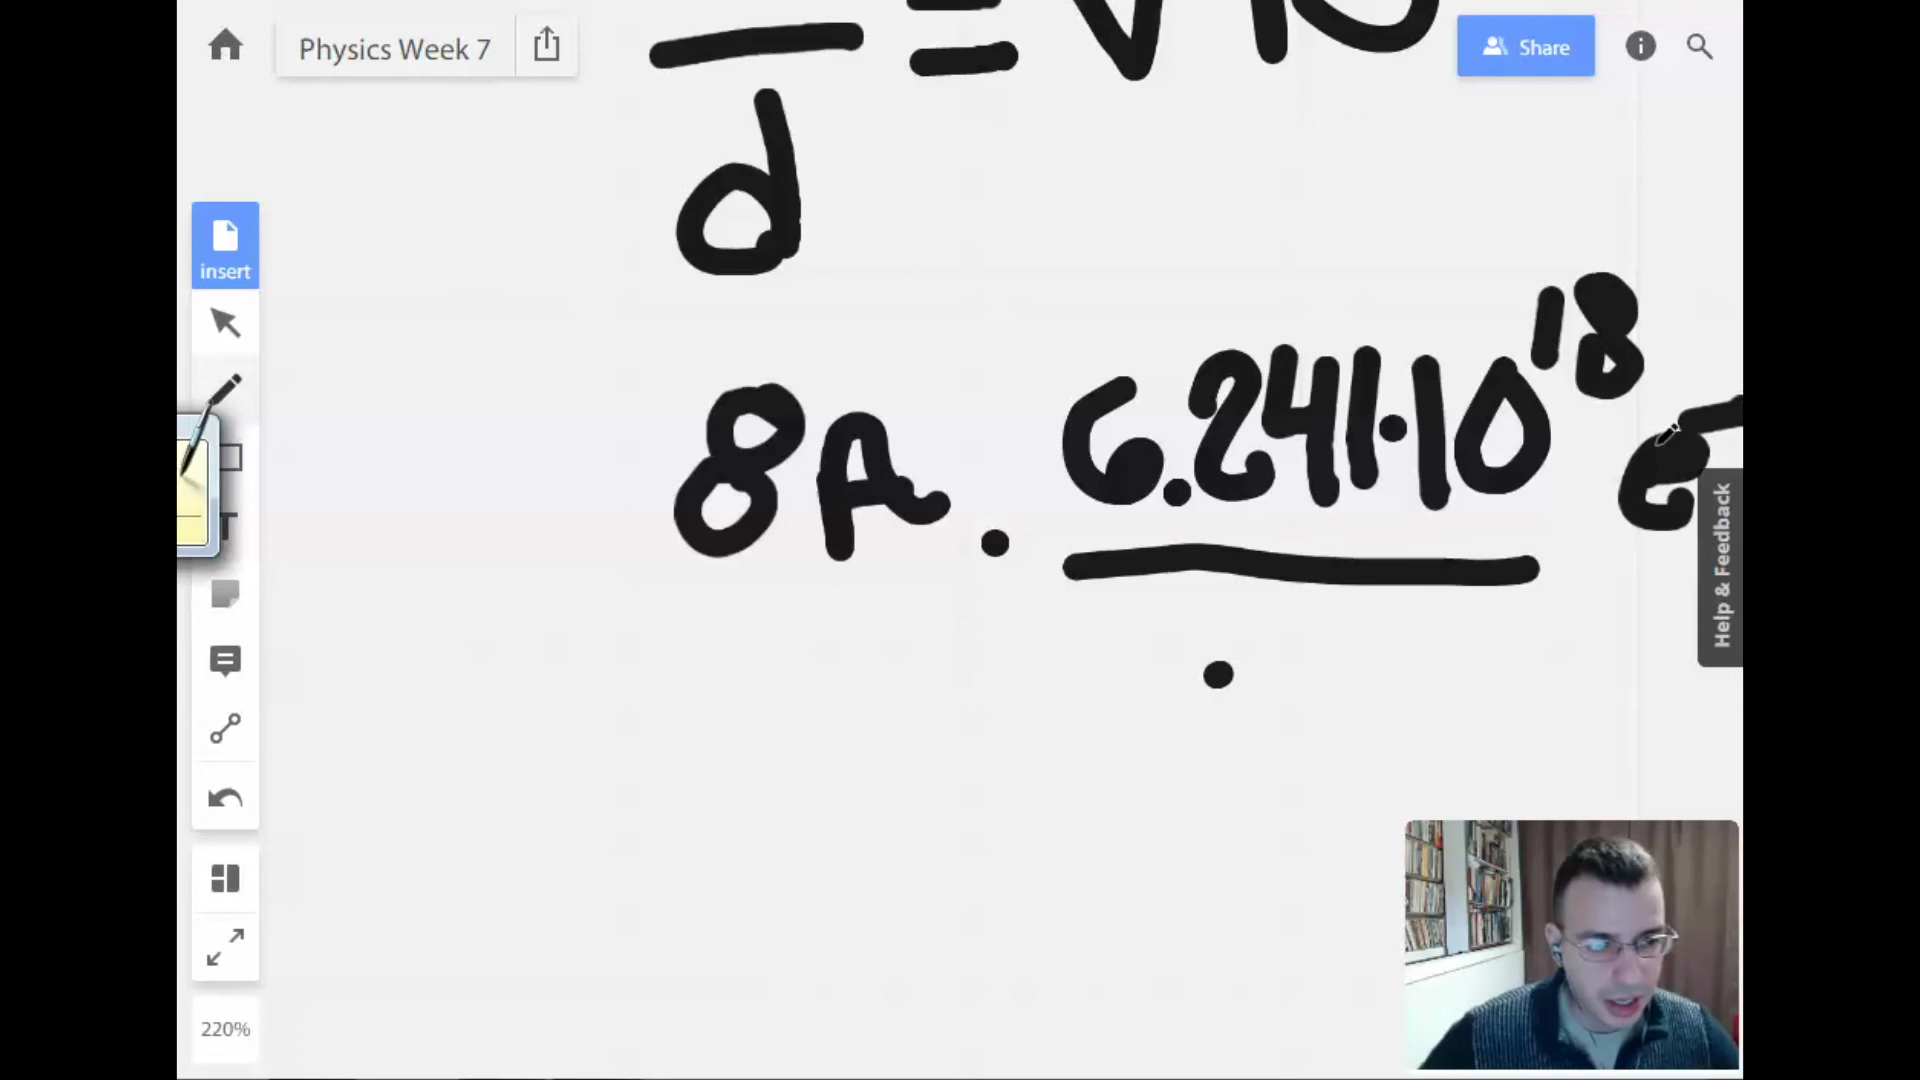 Physics Week 7
Share
d
insert
8A · 6.241·10^18 e
Help & Feedback
220%